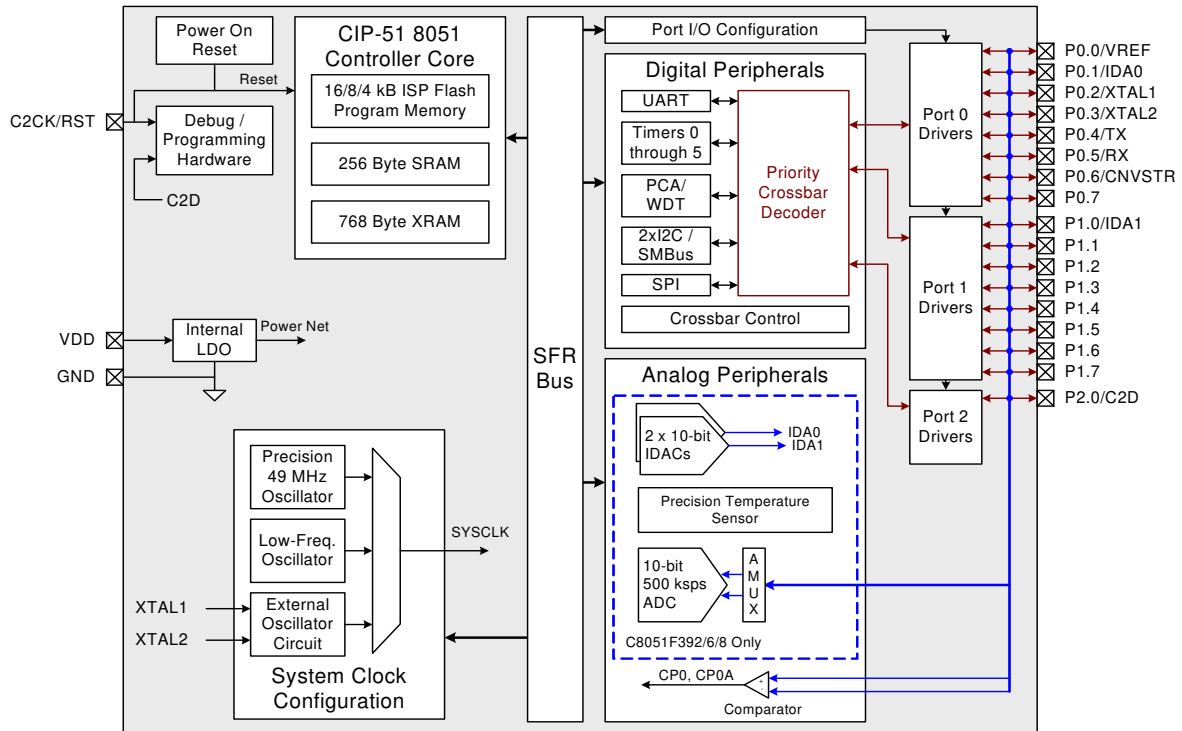 Power On
Reset
Reset
C2CK/RST
Debug /
Programming
Hardware
C2D
CIP-51 8051
Controller Core
16/8/4 kB ISP Flash
Program Memory
256 Byte SRAM
768 Byte XRAM
VDD
GND
Internal
LDO
Power Net
Precision
49 MHz
Oscillator
Low-Freq.
Oscillator
External
Oscillator
Circuit
XTAL1
XTAL2
SYSCLK
System Clock
Configuration
SFR
Bus
Port I/O Configuration
Digital Peripherals
UART
Timers 0
through 5
PCA/
WDT
2xI2C /
SMBus
SPI
Priority
Crossbar
Decoder
Crossbar Control
Analog Peripherals
2 x 10-bit
IDACs
IDA0
IDA1
Precision Temperature
Sensor
10-bit
500 ksps
ADC
A
M
U
X
C8051F392/6/8 Only
CP0, CP0A
+
-
Comparator
Port 0
Drivers
Port 1
Drivers
Port 2
Drivers
P0.0/VREF
P0.1/IDA0
P0.2/XTAL1
P0.3/XTAL2
P0.4/TX
P0.5/RX
P0.6/CNVSTR
P0.7
P1.0/IDA1
P1.1
P1.2
P1.3
P1.4
P1.5
P1.6
P1.7
P2.0/C2D